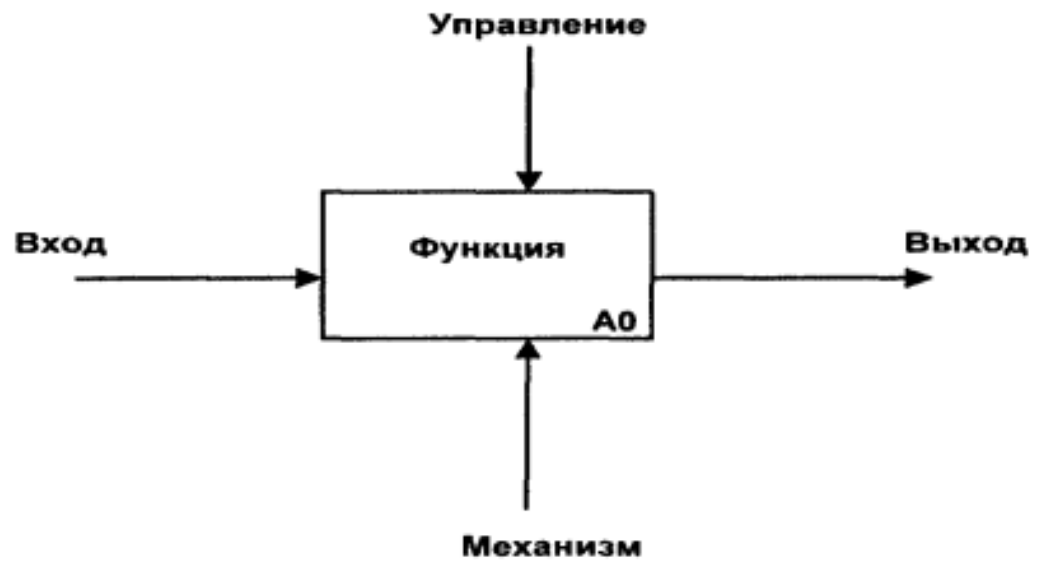 Управление
Вход
Функция
Выход
A0
Механизм